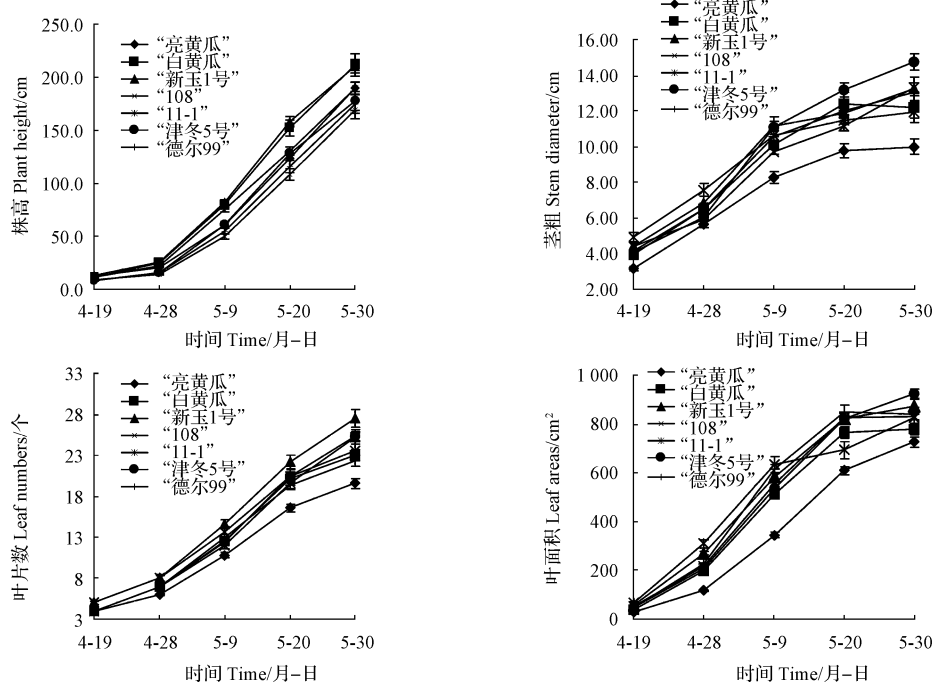 250.0
200.0
150.0
100.0
50.0
0.0
株高 Plant height/cm
“亮黄瓜”
“白黄瓜”
“新玉1号”
“108”
“11-1”
“津冬5号”
“德尔99”
4-19 4-28 5-9 5-20 5-30
时间 Time/月–日
16.00
14.00
12.00
10.00
8.00
6.00
4.00
2.00
茎粗 Stem diameter/cm
“亮黄瓜”
“白黄瓜”
“新玉1号”
“108”
“11-1”
“津冬5号”
“德尔99”
4-19 4-28 5-9 5-20 5-30
时间 Time/月–日
33
28
23
18
13
8
3
叶片数 Leaf numbers/个
“亮黄瓜”
“白黄瓜”
“新玉1号”
“108”
“11-1”
“津冬5号”
“德尔99”
4-19 4-28 5-9 5-20 5-30
时间 Time/月–日
1 000
800
600
400
200
0
叶面积 Leaf areas/cm²
“亮黄瓜”
“白黄瓜”
“新玉1号”
“108”
“11-1”
“津冬5号”
“德尔99”
4-19 4-28 5-9 5-20 5-30
时间 Time/月–日